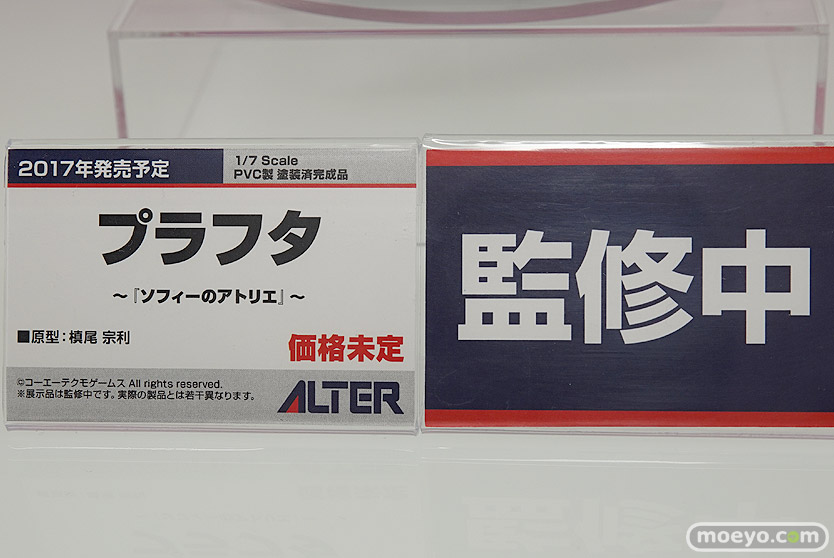 2017年発売予定
1/7 Scale
PVC製 塗装済完成品
プラフタ
～『ソフィーのアトリエ』～
■原型：槙尾 宗利
価格未定
©コーエーテクモゲームス All rights reserved.
※展示品は監修中です。実際の製品とは若干異なります。
ALTER
監修中
moeyo.com